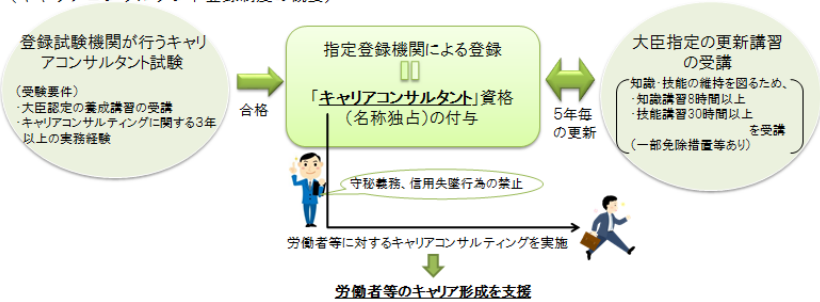 登録試験機関が行うキャリ
アコンサルタント試験
(受験要件)
・大臣認定の養成講習の受講
・キャリアコンサルティングに関する3年
以上の実務経験
合格
指定登録機関による登録
「キャリアコンサルタント」資格
(名称独占)の付与
5年毎
の更新
大臣指定の更新講習
の受講
知識・技能の維持を図るため、
・知識講習8時間以上
・技能講習30時間以上
を受講
(一部免除措置等あり)
守秘義務、信用失墜行為の禁止
労働者等に対するキャリアコンサルティングを実施
労働者等のキャリア形成を支援